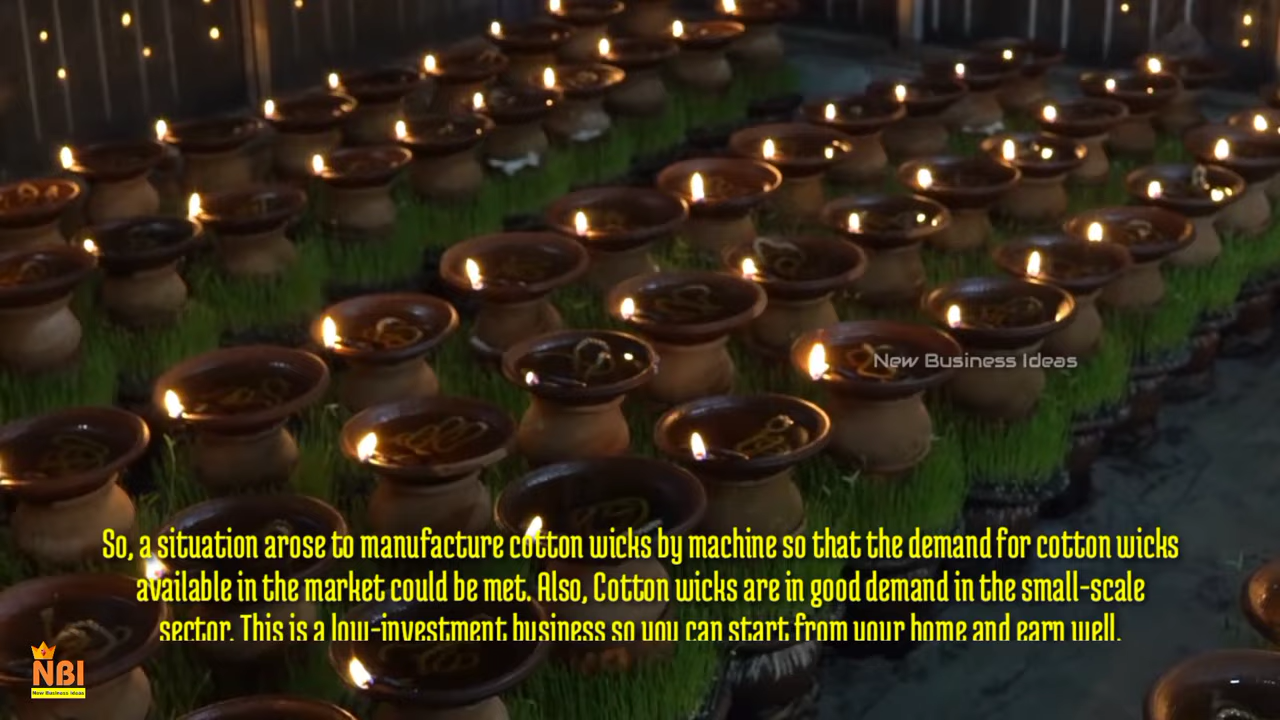 New Business Ideas
So, a situation arose to manufacture cotton wicks by machine so that the demand for cotton wicks
available in the market could be met. Also, Cotton wicks are in good demand in the small-scale
sector. This is a low-investment business so you can start from your home and earn well.
NBI
New Business Ideas